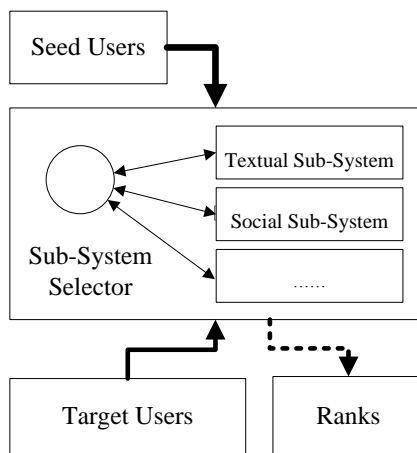 Seed Users
Textual Sub-System
Social Sub-System
Sub-System
Selector
......
Target Users
Ranks